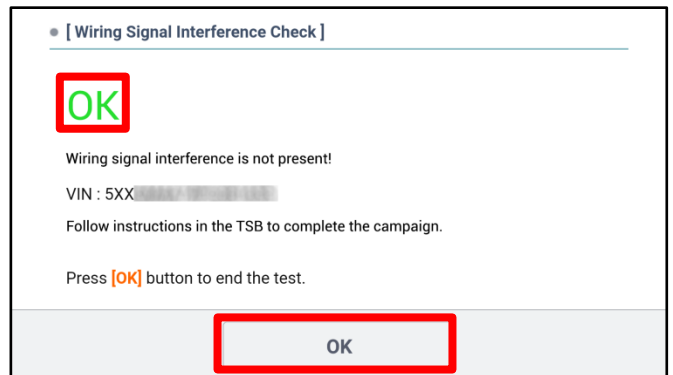 [ Wiring Signal Interference Check ]
OK
Wiring signal interference is not present!
VIN : 5XX
Follow instructions in the TSB to complete the campaign.
Press [OK] button to end the test.
OK